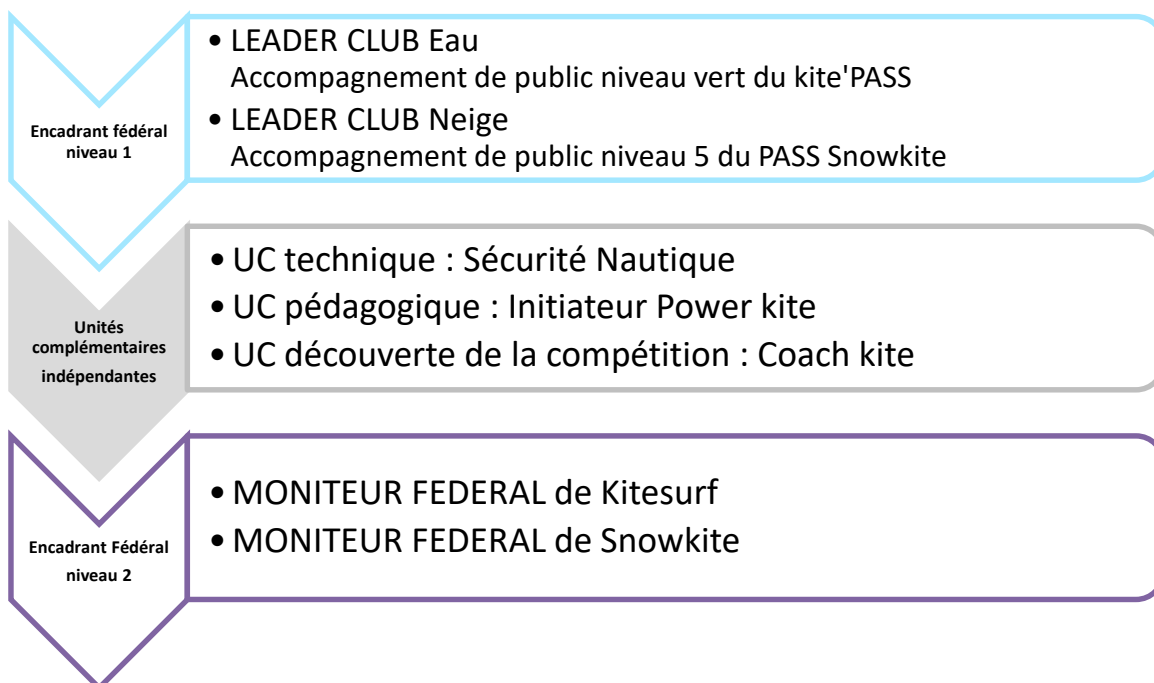 Encadrant fédéral
niveau 1
• LEADER CLUB Eau
Accompagnement de public niveau vert du kite'PASS
• LEADER CLUB Neige
Accompagnement de public niveau 5 du PASS Snowkite
Unités
complémentaires
indépendantes
• UC technique : Sécurité Nautique
• UC pédagogique : Initiateur Power kite
• UC découverte de la compétition : Coach kite
Encadrant Fédéral
niveau 2
• MONITEUR FEDERAL de Kitesurf
• MONITEUR FEDERAL de Snowkite